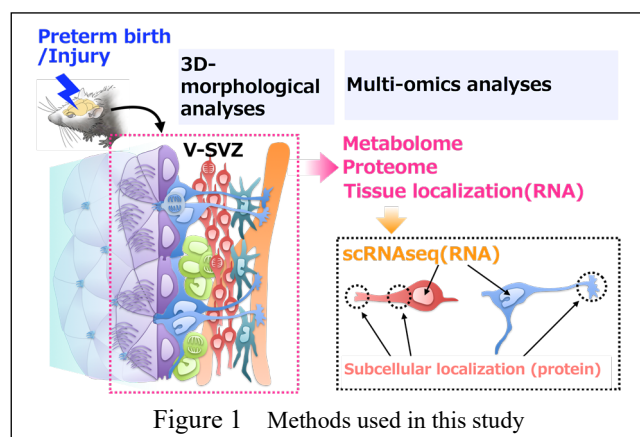 Preterm birth
/Injury
3D-
morphological
analyses
Multi-omics analyses
V-SVZ
Metabolome
Proteome
Tissue localization(RNA)
scRNAseq(RNA)
Subcellular localization (protein)
Figure 1 Methods used in this study